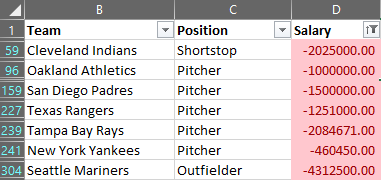 B C D
1 Team Position Salary
59 Cleveland Indians Shortstop -2025000.00
96 Oakland Athletics Pitcher -1000000.00
159 San Diego Padres Pitcher -1500000.00
227 Texas Rangers Pitcher -1251000.00
239 Tampa Bay Rays Pitcher -2084671.00
241 New York Yankees Pitcher -460450.00
304 Seattle Mariners Outfielder -4312500.00